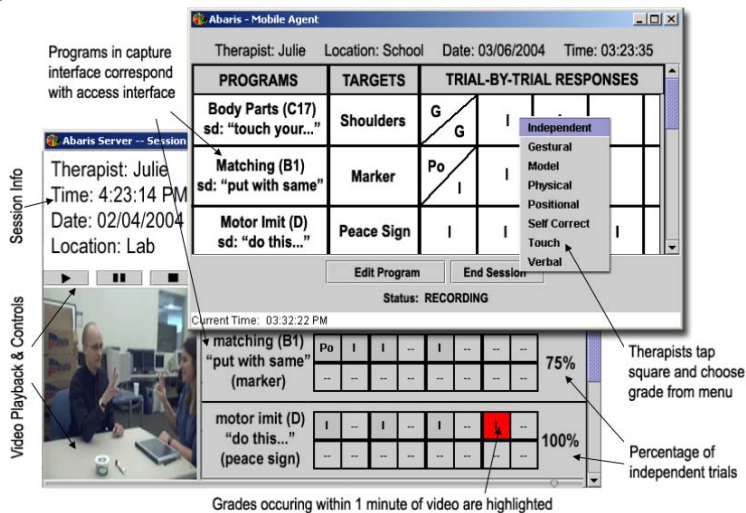 Abaris - Mobile Agent
Therapist: Julie Location: School Date: 03/06/2004 Time: 03:23:35
PROGRAMS TARGETS TRIAL-BY-TRIAL RESPONSES
Body Parts (C17)
sd: “touch your...”
Shoulders
G
G
I
Matching (B1)
sd: “put with same”
Marker
Po
I
I
Motor Imit (D)
sd: “do this...”
Peace Sign
I
I
I
Independent
Gestural
Model
Physical
Positional
Self Correct
Touch
Verbal
Edit Program End Session
Status: RECORDING
Current Time: 03:32:22 PM
Programs in capture
interface correspond
with access interface
Abaris Server -- Session
Therapist: Julie
Time: 4:23:14 PM
Date: 02/04/2004
Location: Lab
Session Info
Video Playback & Controls
matching (B1)
“put with same”
(marker)
Po I I -- I -- I --
-- -- -- -- -- -- -- --
75%
motor imit (D)
“do this...”
(peace sign)
I -- I -- I -- I --
-- -- -- -- -- -- -- --
100%
Therapists tap
square and choose
grade from menu
Percentage of
independent trials
Grades occuring within 1 minute of video are highlighted